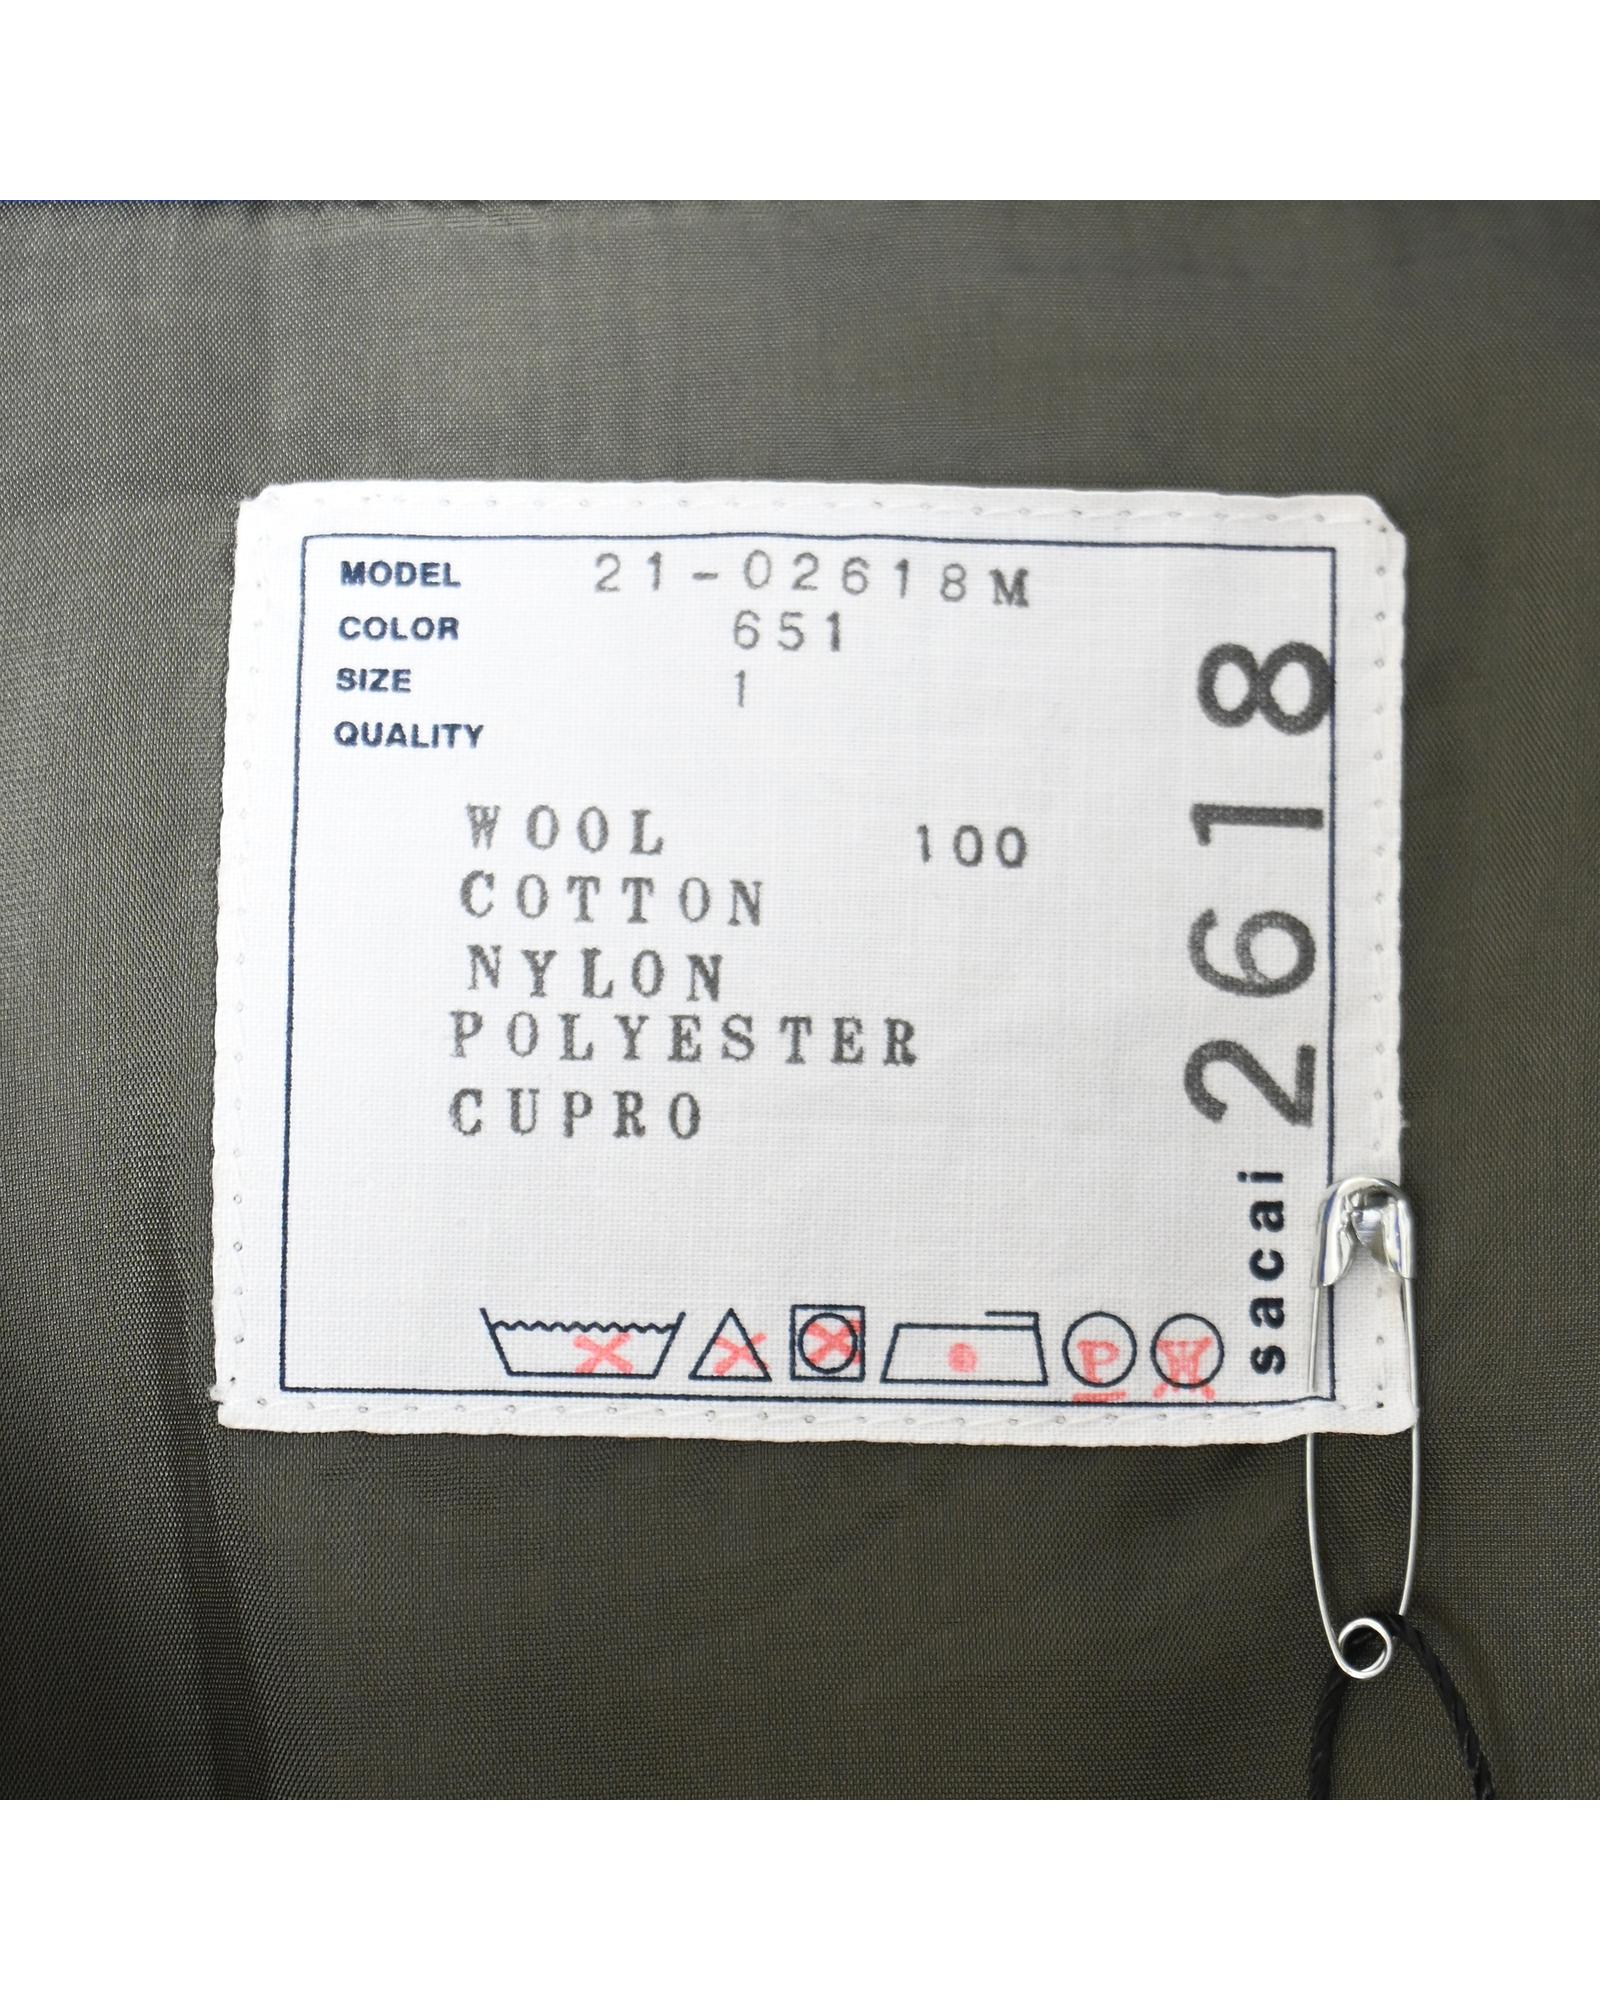 MODEL 21-02618M
COLOR 651
SIZE 1
QUALITY
WOOL 100
COTTON
NYLON
POLYESTER
CUPRO
P W
sacai 2618